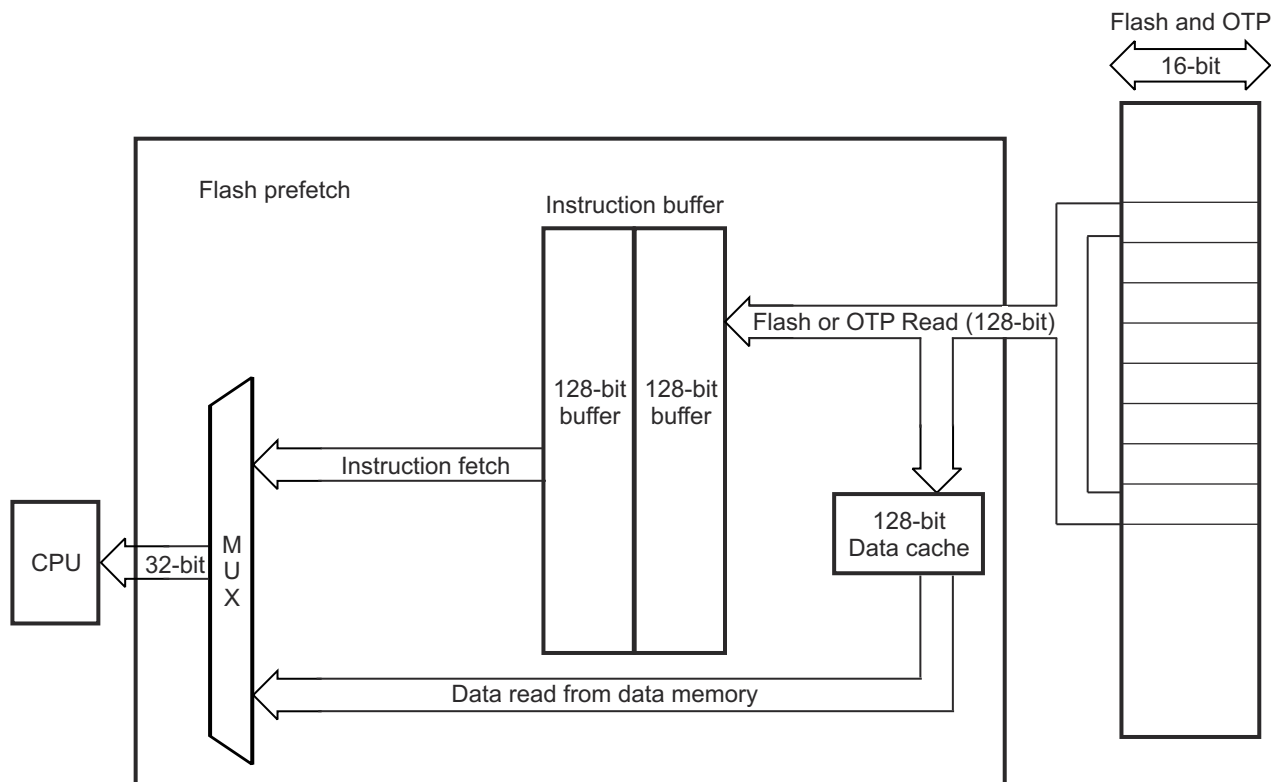 Flash and OTP
16-bit
Flash prefetch
Instruction buffer
Flash or OTP Read (128-bit)
128-bit
buffer
128-bit
buffer
Instruction fetch
128-bit
Data cache
CPU
32-bit
M
U
X
Data read from data memory